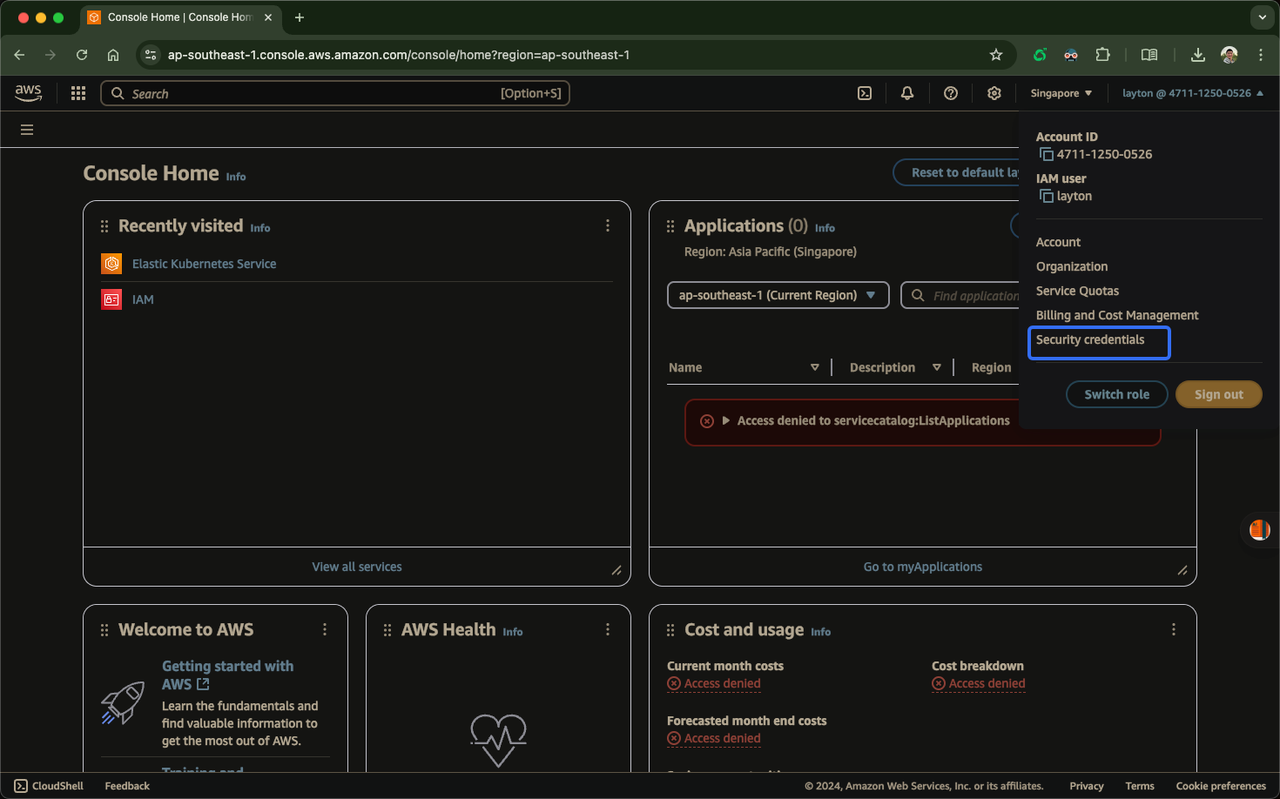 Console Home | Console Hom
ap-southeast-1.console.aws.amazon.com/console/home?region=ap-southeast-1
aws
Search
[Option+S]
Singapore
layton @ 4711-1250-0526
Account ID
4711-1250-0526
IAM user
layton
Account
Organization
Service Quotas
Billing and Cost Management
Security credentials
Switch role
Sign out
Console Home Info
Reset to default lay
Recently visited Info
Elastic Kubernetes Service
IAM
View all services
Applications (0) Info
Region: Asia Pacific (Singapore)
ap-southeast-1 (Current Region)
Find application
Name
Description
Region
Access denied to servicecatalog:ListApplications
Go to myApplications
Welcome to AWS
Getting started with
AWS
Learn the fundamentals and
find valuable information to
get the most out of AWS.
Training and
AWS Health Info
Cost and usage Info
Current month costs
Access denied
Cost breakdown
Access denied
Forecasted month end costs
Access denied
CloudShell
Feedback
© 2024, Amazon Web Services, Inc. or its affiliates.
Privacy
Terms
Cookie preferences